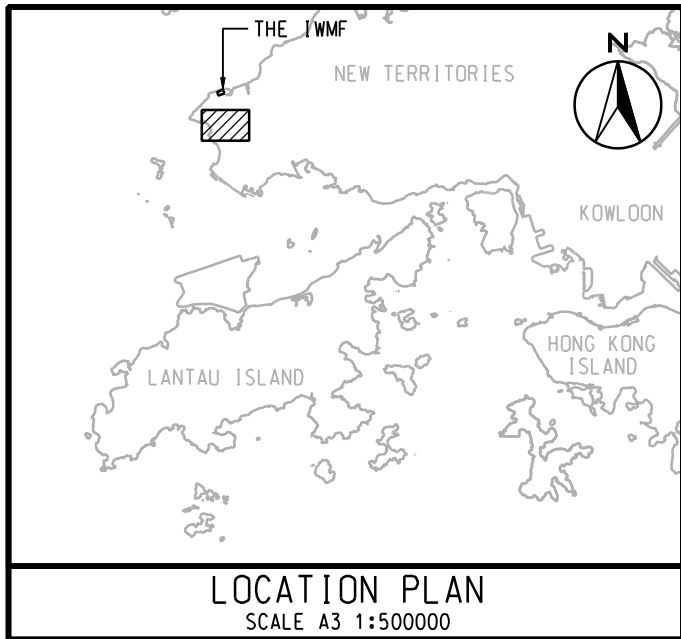 THE IWMF
N
NEW TERRITORIES
KOWLOON
HONG KONG
ISLAND
LANTAU ISLAND
LOCATION PLAN
SCALE A3 1:500000